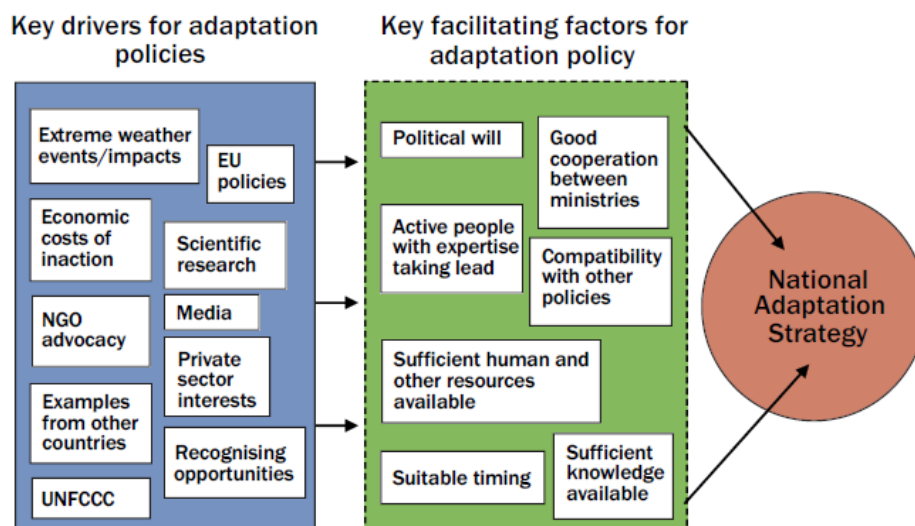 Key drivers for adaptation
policies
Key facilitating factors for
adaptation policy
Extreme weather
events/impacts
EU
policies
Economic
costs of
inaction
Scientific
research
NGO
advocacy
Media
Private
sector
interests
Examples
from other
countries
Recognising
opportunities
UNFCCC
Political will
Good
cooperation
between
ministries
Active people
with expertise
taking lead
Compatibility
with other
policies
Sufficient human and
other resources
available
Suitable timing
Sufficient
knowledge
available
National
Adaptation
Strategy